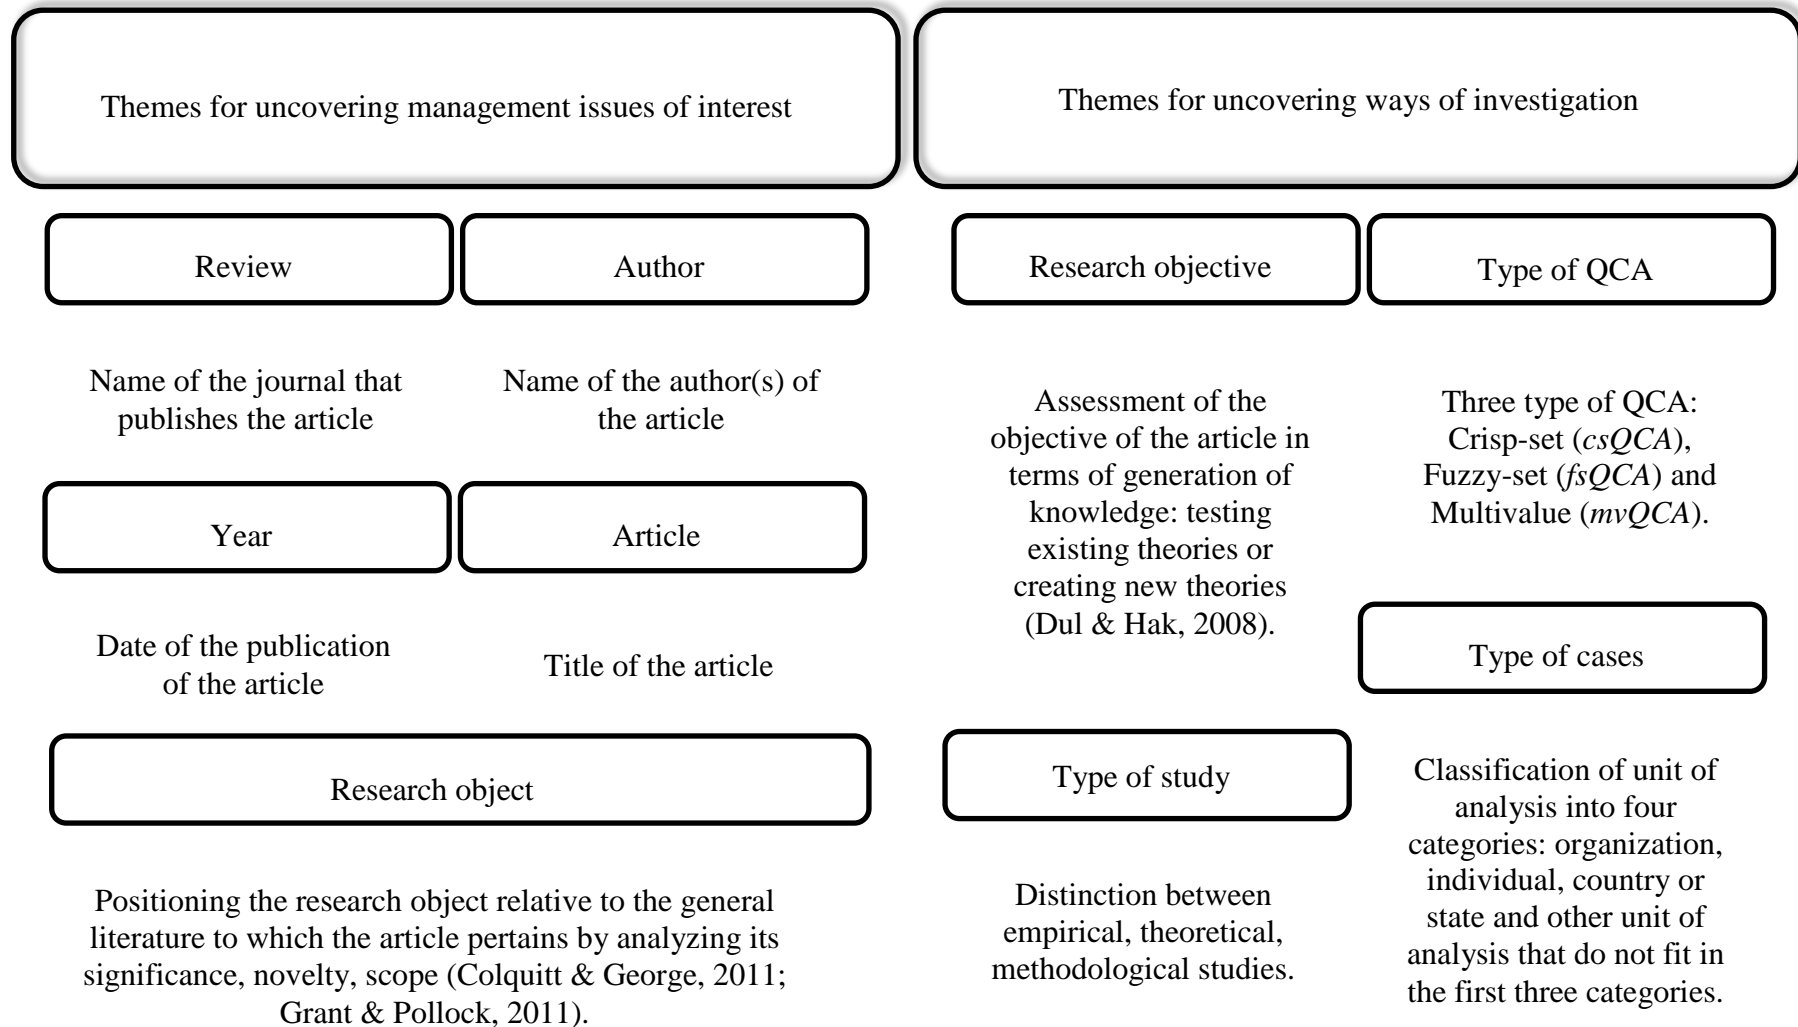 Themes for uncovering management issues of interest
Review
Author
Name of the journal that
publishes the article
Name of the author(s) of
the article
Year
Article
Date of the publication
of the article
Title of the article
Research object
Positioning the research object relative to the general
literature to which the article pertains by analyzing its
significance, novelty, scope (Colquitt & George, 2011;
Grant & Pollock, 2011).
Themes for uncovering ways of investigation
Research objective
Assessment of the
objective of the article in
terms of generation of
knowledge: testing
existing theories or
creating new theories
(Dul & Hak, 2008).
Type of study
Distinction between
empirical, theoretical,
methodological studies.
Type of QCA
Three type of QCA:
Crisp-set (csQCA),
Fuzzy-set (fsQCA) and
Multivalue (mvQCA).
Type of cases
Classification of unit of
analysis into four
categories: organization,
individual, country or
state and other unit of
analysis that do not fit in
the first three categories.